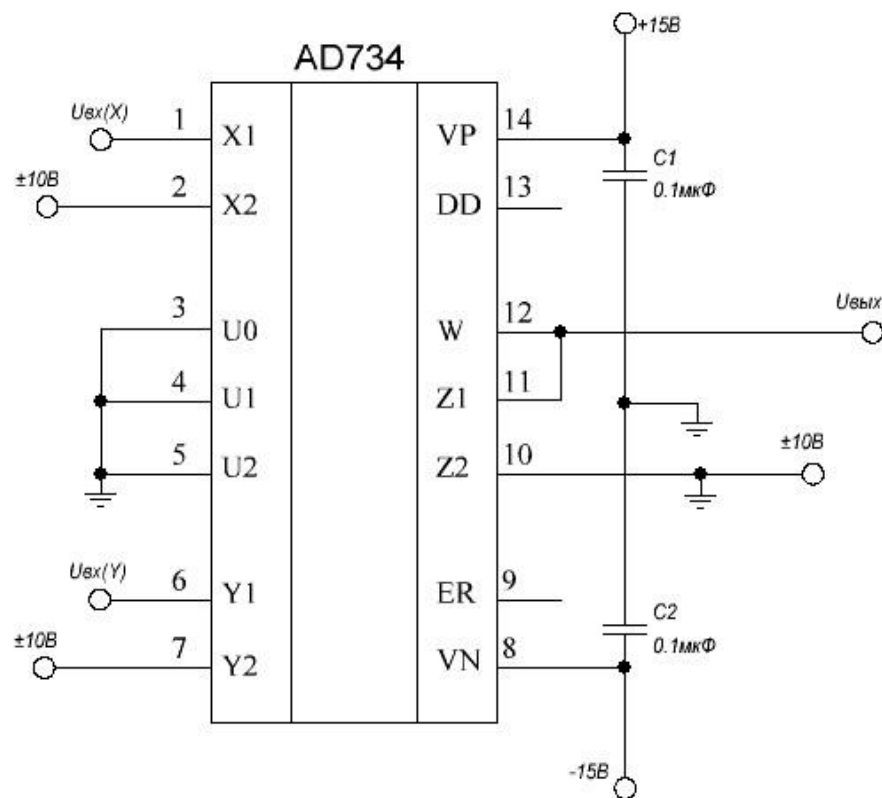 +15В
AD734
Uвх(X)
1
X1
VP
14
C1
0.1мкФ
±10В
2
X2
DD
13
3
U0
W
12
Uвых
4
U1
Z1
11
5
U2
Z2
10
±10В
Uвх(Y)
6
Y1
ER
9
C2
0.1мкФ
±10В
7
Y2
VN
8
-15В